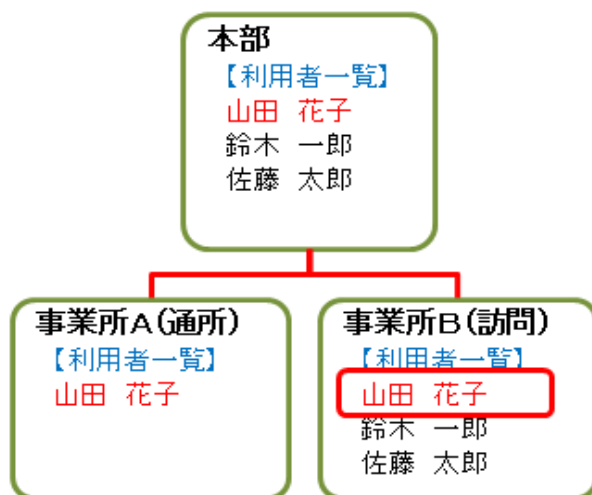 本部
【利用者一覧】
山田 花子
鈴木 一郎
佐藤 太郎
事業所A(通所)
【利用者一覧】
山田 花子
事業所B(訪問)
【利用者一覧】
山田 花子
鈴木 一郎
佐藤 太郎